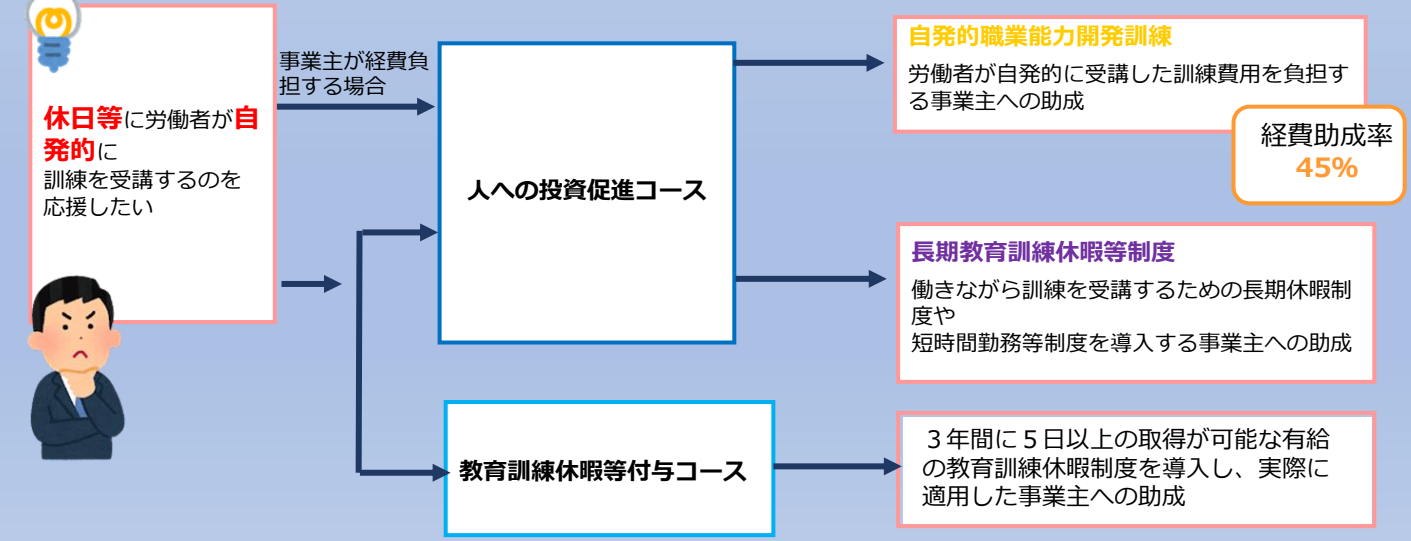 休日等に労働者が自
発的に
訓練を受講するのを
応援したい
事業主が経費負
担する場合
人への投資促進コース
自発的職業能力開発訓練
労働者が自発的に受講した訓練費用を負担す
る事業主への助成
経費助成率
45%
長期教育訓練休暇等制度
働きながら訓練を受講するための長期休暇制
度や
短時間勤務等制度を導入する事業主への助成
教育訓練休暇等付与コース
３年間に５日以上の取得が可能な有給
の教育訓練休暇制度を導入し、実際に
適用した事業主への助成